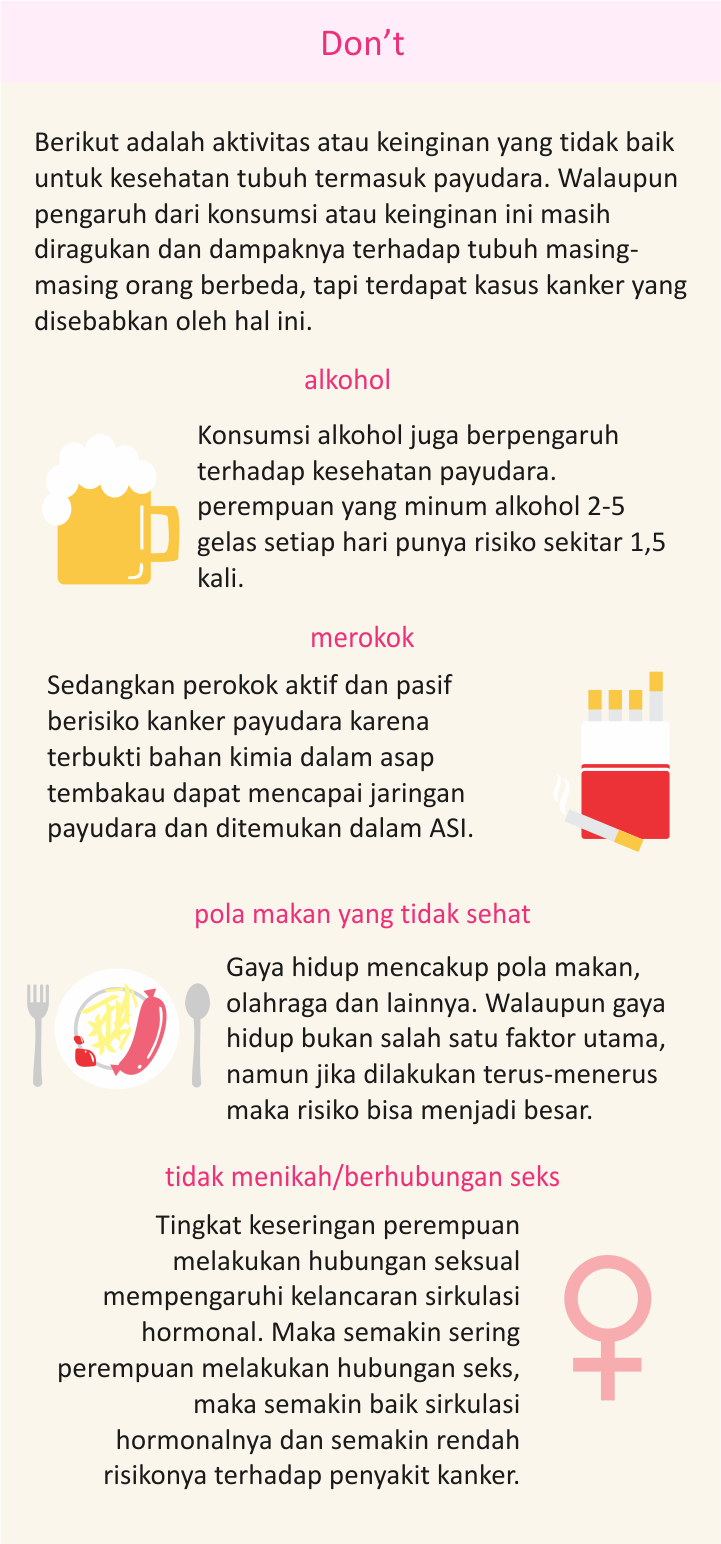 Don’t
Berikut adalah aktivitas atau keinginan yang tidak baik
untuk kesehatan tubuh termasuk payudara. Walaupun
pengaruh dari konsumsi atau keinginan ini masih
diragukan dan dampaknya terhadap tubuh masing-
masing orang berbeda, tapi terdapat kasus kanker yang
disebabkan oleh hal ini.
alkohol
Konsumsi alkohol juga berpengaruh
terhadap kesehatan payudara.
perempuan yang minum alkohol 2-5
gelas setiap hari punya risiko sekitar 1,5
kali.
merokok
Sedangkan perokok aktif dan pasif
berisiko kanker payudara karena
terbukti bahan kimia dalam asap
tembakau dapat mencapai jaringan
payudara dan ditemukan dalam ASI.
pola makan yang tidak sehat
Gaya hidup mencakup pola makan,
olahraga dan lainnya. Walaupun gaya
hidup bukan salah satu faktor utama,
namun jika dilakukan terus-menerus
maka risiko bisa menjadi besar.
tidak menikah/berhubungan seks
Tingkat keseringan perempuan
melakukan hubungan seksual
mempengaruhi kelancaran sirkulasi
hormonal. Maka semakin sering
perempuan melakukan hubungan seks,
maka semakin baik sirkulasi
hormonalnya dan semakin rendah
risikonya terhadap penyakit kanker.